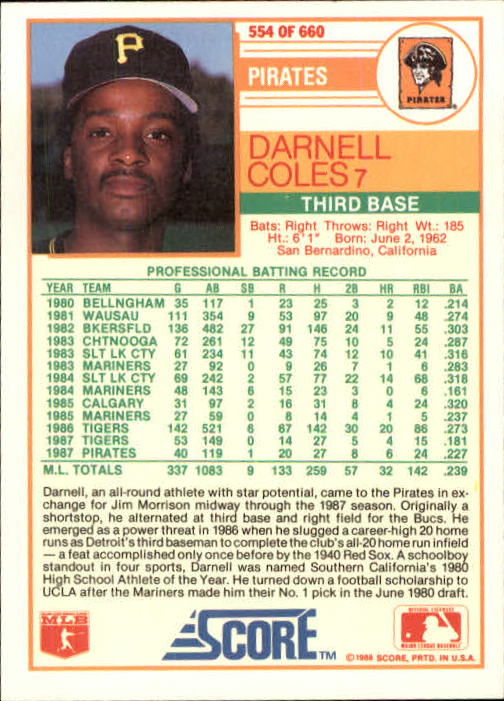 P
554 OF 660
PIRATES
PIRATES
DARNELL
COLES 7
THIRD BASE
Bats: Right Throws: Right Wt.: 185
Ht.: 6'1" Born: June 2, 1962
San Bernardino, California
PROFESSIONAL BATTING RECORD
YEAR TEAM G AB SB R H 2B HR RBI BA
1980 BELLNGHAM 35 117 1 23 25 3 2 12 .214
1981 WAUSAU 111 354 9 53 97 20 9 48 .274
1982 BKERSFLD 136 482 27 91 146 24 11 55 .303
1983 CHTNOOGA 72 261 12 49 75 10 5 24 .287
1983 SLT LK CTY 61 234 11 43 74 12 10 41 .316
1983 MARINERS 27 92 0 9 26 7 1 6 .283
1984 SLT LK CTY 69 242 2 57 77 22 14 68 .318
1984 MARINERS 48 143 6 15 23 3 0 6 .161
1985 CALGARY 31 97 2 16 31 8 4 24 .320
1985 MARINERS 27 59 0 8 14 4 1 5 .237
1986 TIGERS 142 521 6 67 142 30 20 86 .273
1987 TIGERS 53 149 0 14 27 5 4 15 .181
1987 PIRATES 40 119 1 20 27 8 6 24 .227
M.L. TOTALS 337 1083 9 133 259 57 32 142 .239
Darnell, an all-round athlete with star potential, came to the Pirates in ex-
change for Jim Morrison midway through the 1987 season. Originally a
shortstop, he alternated at third base and right field for the Bucs. He
emerged as a power threat in 1986 when he slugged a career-high 20 home
runs as Detroit's third baseman to complete the club's all-20 home run infield
— a feat accomplished only once before by the 1940 Red Sox. A schoolboy
standout in four sports, Darnell was named Southern California's 1980
High School Athlete of the Year. He turned down a football scholarship to
UCLA after the Mariners made him their No. 1 pick in the June 1980 draft.
MLB
SCORE TM
OFFICIAL LICENSEE
MAJOR LEAGUE BASEBALL
© 1988 SCORE, PRTD. IN U.S.A.